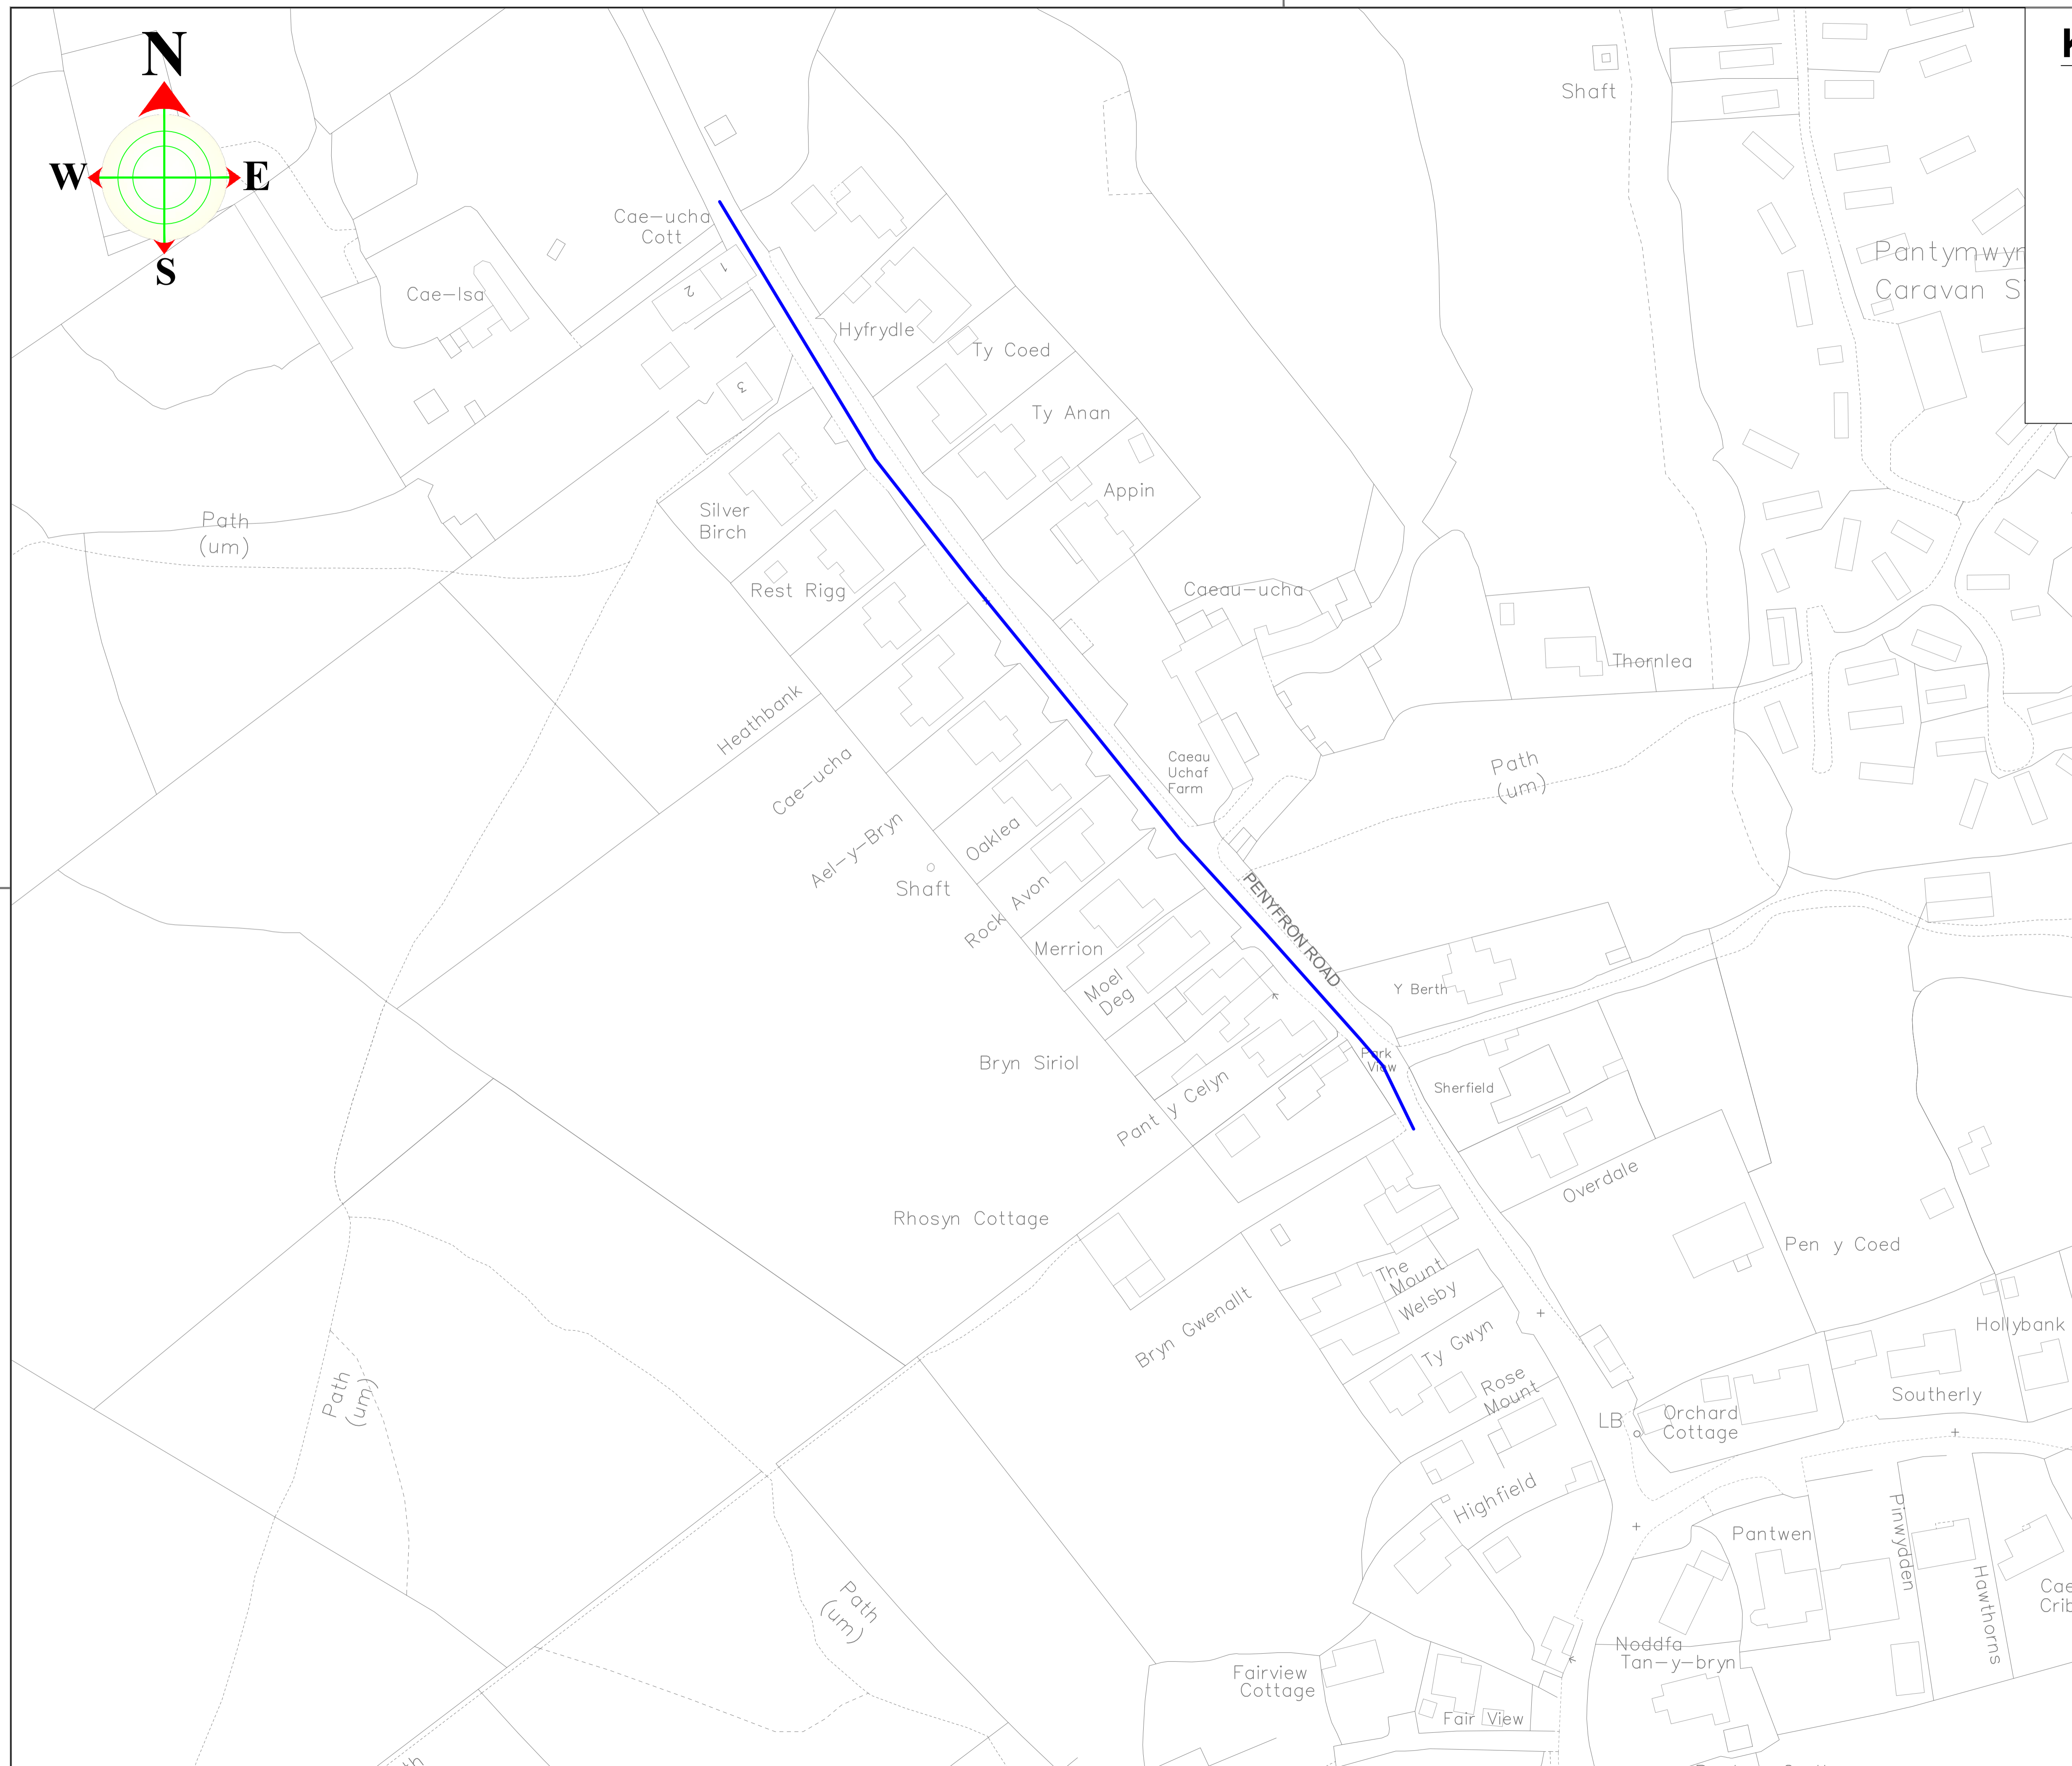 N
W
E
S
Shaft
Cae-ucha
Cott
1
2
3
Cae-Isa
Hyfrydle
Ty Coed
Ty Anan
Appin
Pantymwyn
Caravan S
Path
(um)
Silver
Birch
Rest Rigg
Caeau-ucha
Thornlea
Heathbank
Cae-ucha
Caeau
Uchaf
Farm
Path
(um)
Ael-y-Bryn
Oaklea
Shaft
Rock Avon
PENYFRON ROAD
Merrion
Moel
Deg
Y Berth
Bryn Siriol
Park
View
Sherfield
Pant y Celyn
Overdale
Rhosyn Cottage
Pen y Coed
The
Mount
Welsby
Bryn Gwenallt
Ty Gwyn
Hollybank
Rose
Mount
Path
(um)
Southerly
LB
Orchard
Cottage
Highfield
Pantwen
Pinwydden
Hawthorns
Cae
Crib
Path
(um)
Noddfa
Tan-y-bryn
Fairview
Cottage
Fair View
th